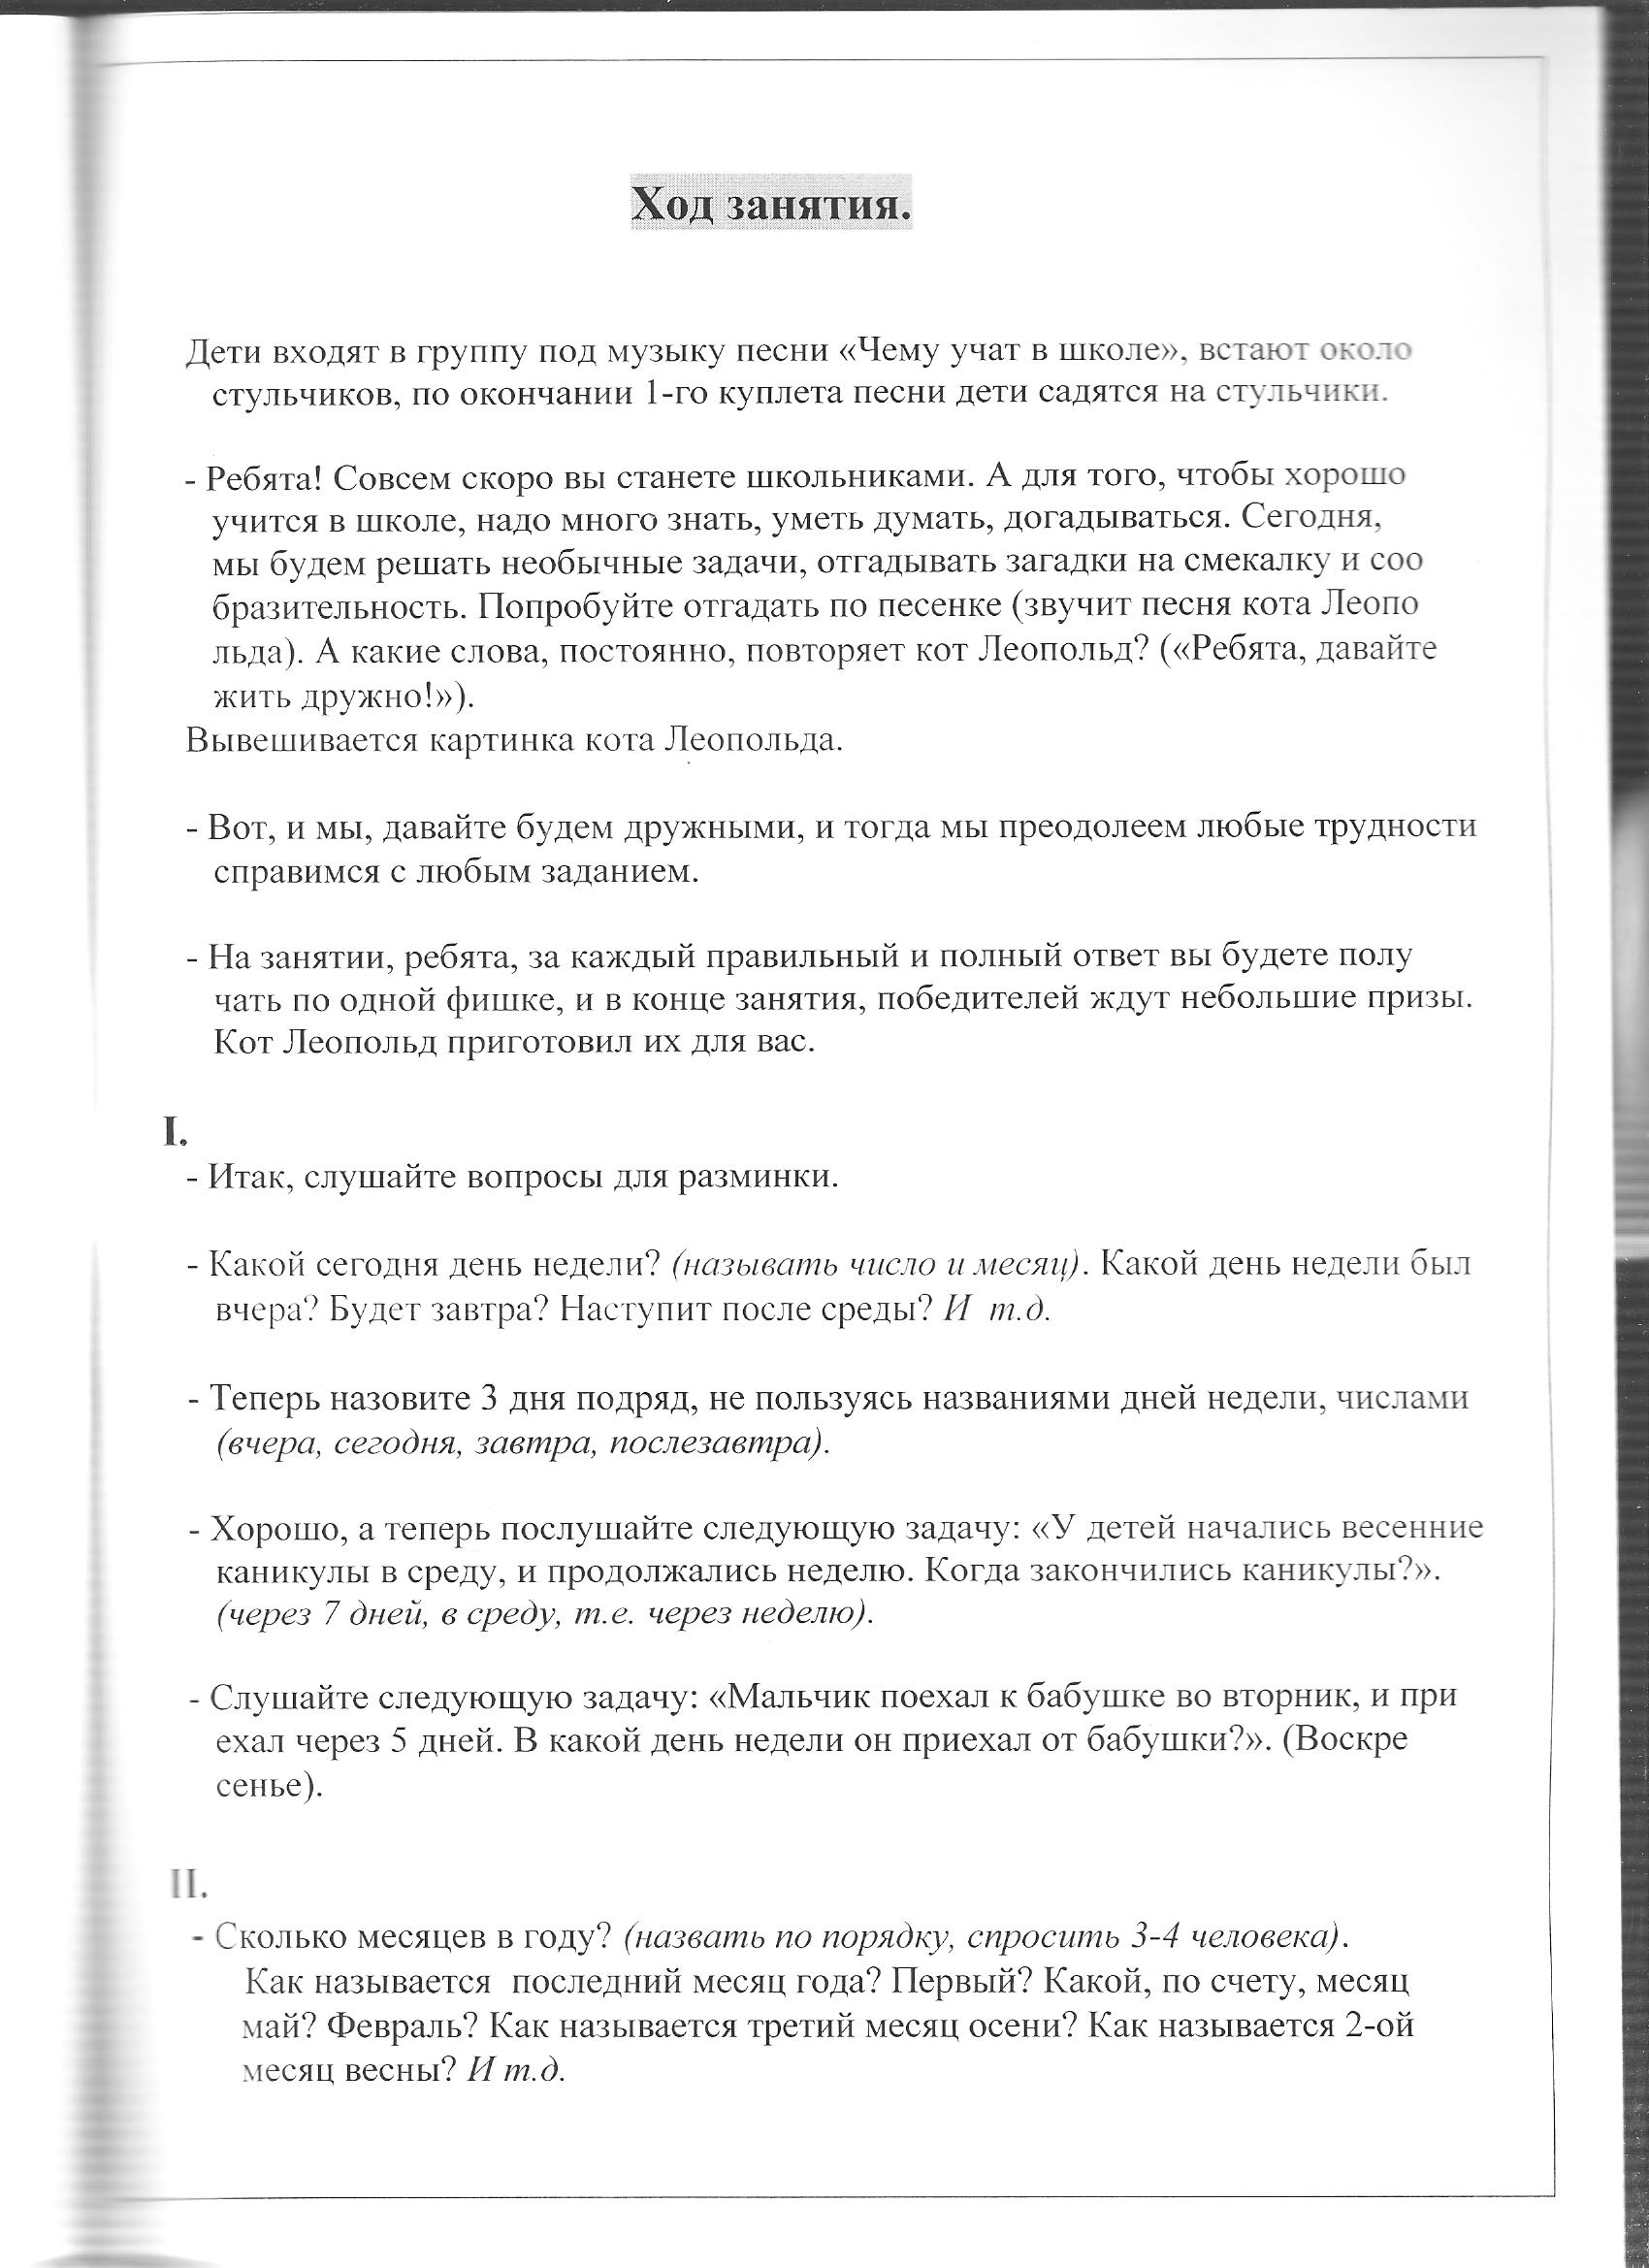 Ход занятия.
Дети входят в группу под музыку песни «Чему учат в школе», встают около
стульчиков, по окончании 1-го куплета песни дети садятся на стульчики.
- Ребята! Совсем скоро вы станете школьниками. А для того, чтобы хорошо
учится в школе, надо много знать, уметь думать, догадываться. Сегодня,
мы будем решать необычные задачи, отгадывать загадки на смекалку и соо
бразительность. Попробуйте отгадать по песенке (звучит песня кота Леопо
льда). А какие слова, постоянно, повторяет кот Леопольд? («Ребята, давайте
жить дружно!»).
Вывешивается картинка кота Леопольда.
- Вот, и мы, давайте будем дружными, и тогда мы преодолеем любые трудности
справимся с любым заданием.
- На занятии, ребята, за каждый правильный и полный ответ вы будете полу
чать по одной фишке, и в конце занятия, победителей ждут небольшие призы.
Кот Леопольд приготовил их для вас.
I.
- Итак, слушайте вопросы для разминки.
- Какой сегодня день недели? (называть число и месяц). Какой день недели был
вчера? Будет завтра? Наступит после среды? И т.д.
- Теперь назовите 3 дня подряд, не пользуясь названиями дней недели, числами
(вчера, сегодня, завтра, послезавтра).
- Хорошо, а теперь послушайте следующую задачу: «У детей начались весенние
каникулы в среду, и продолжались неделю. Когда закончились каникулы?».
(через 7 дней, в среду, т.е. через неделю).
- Слушайте следующую задачу: «Мальчик поехал к бабушке во вторник, и при
ехал через 5 дней. В какой день недели он приехал от бабушки?». (Воскре
сенье).
II.
- Сколько месяцев в году? (назвать по порядку, спросить 3-4 человека).
Как называется последний месяц года? Первый? Какой, по счету, месяц
май? Февраль? Как называется третий месяц осени? Как называется 2-ой
месяц весны? И т.д.